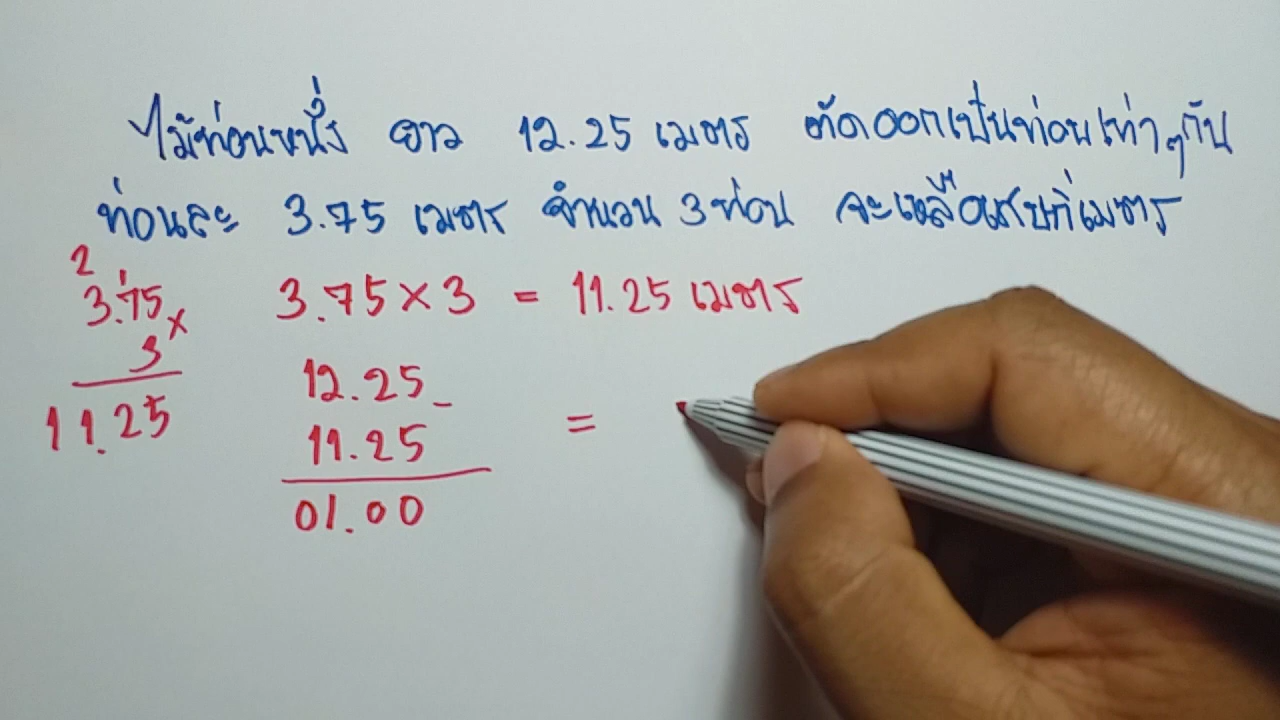 ไม้ท่อนหนึ่ง ยาว 12.25 เมตร ตัดออกเป็นท่อนเท่าๆกัน
ท่อนละ 3.75 เมตร จำนวน 3 ท่อน จะเหลือเศษกี่เมตร
2 1
3.75 ×
3
11.25
3.75 × 3 = 11.25 เมตร
12.25 -
11.25
01.00
=